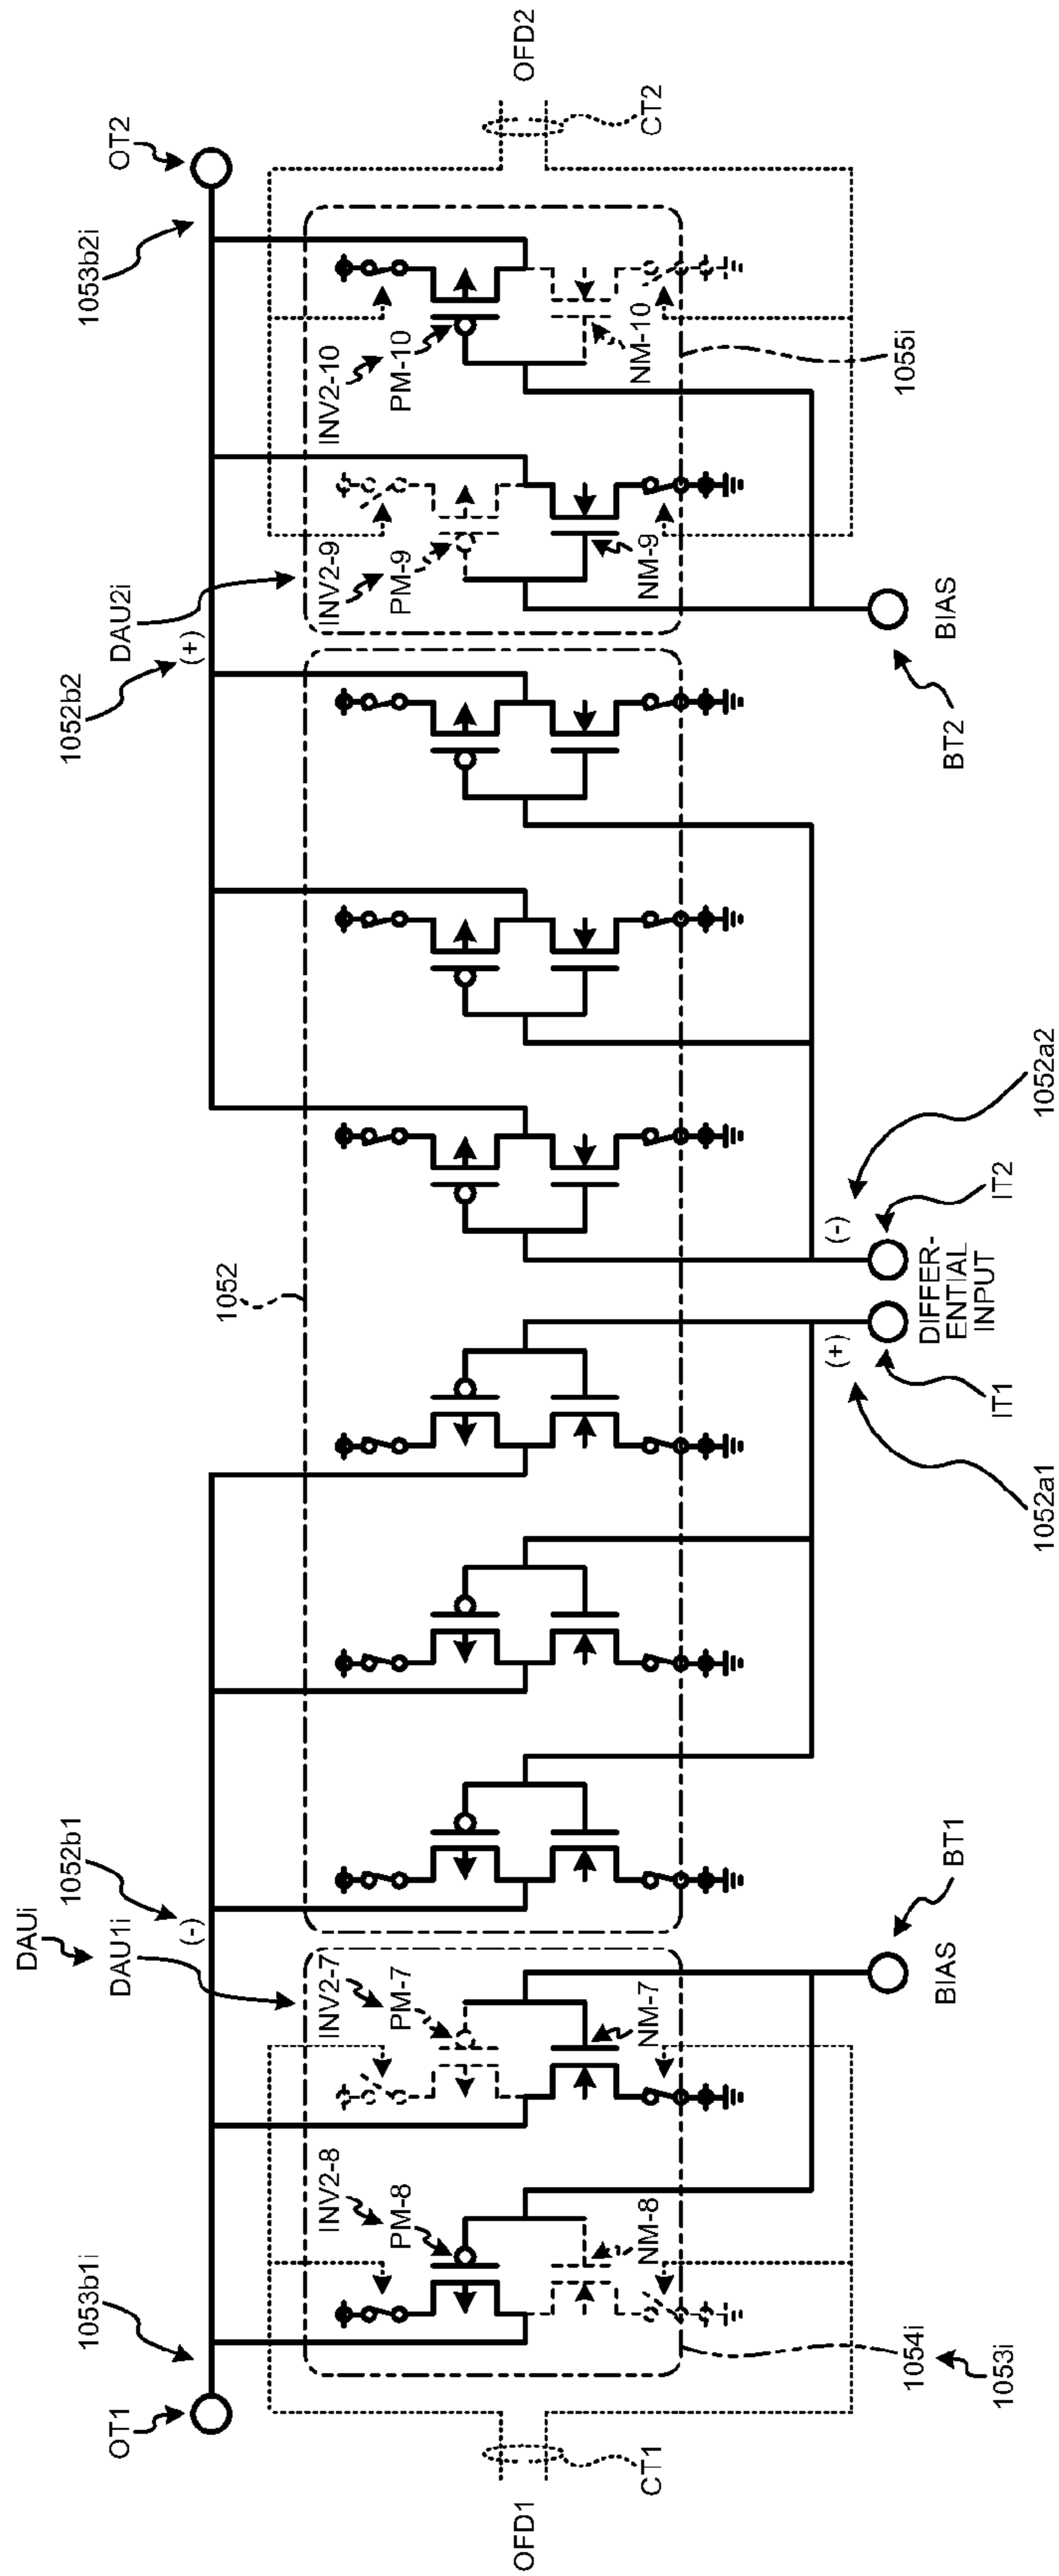 OT1
1053b1i
DAUi
DAU1i
1052b1
(-)
1052
1052b2
(+)
DAU2i
1053b2i
OT2
INV2-8
PM-8
INV2-7
PM-7
INV2-9
PM-9
INV2-10
PM-10
OFD1
CT1
OFD2
CT2
NM-8
NM-7
NM-9
NM-10
1054i
1053i
1055i
BT1
BIAS
1052a1
(+)
IT1
DIFFER-
ENTIAL
INPUT
(-)
IT2
1052a2
BIAS
BT2